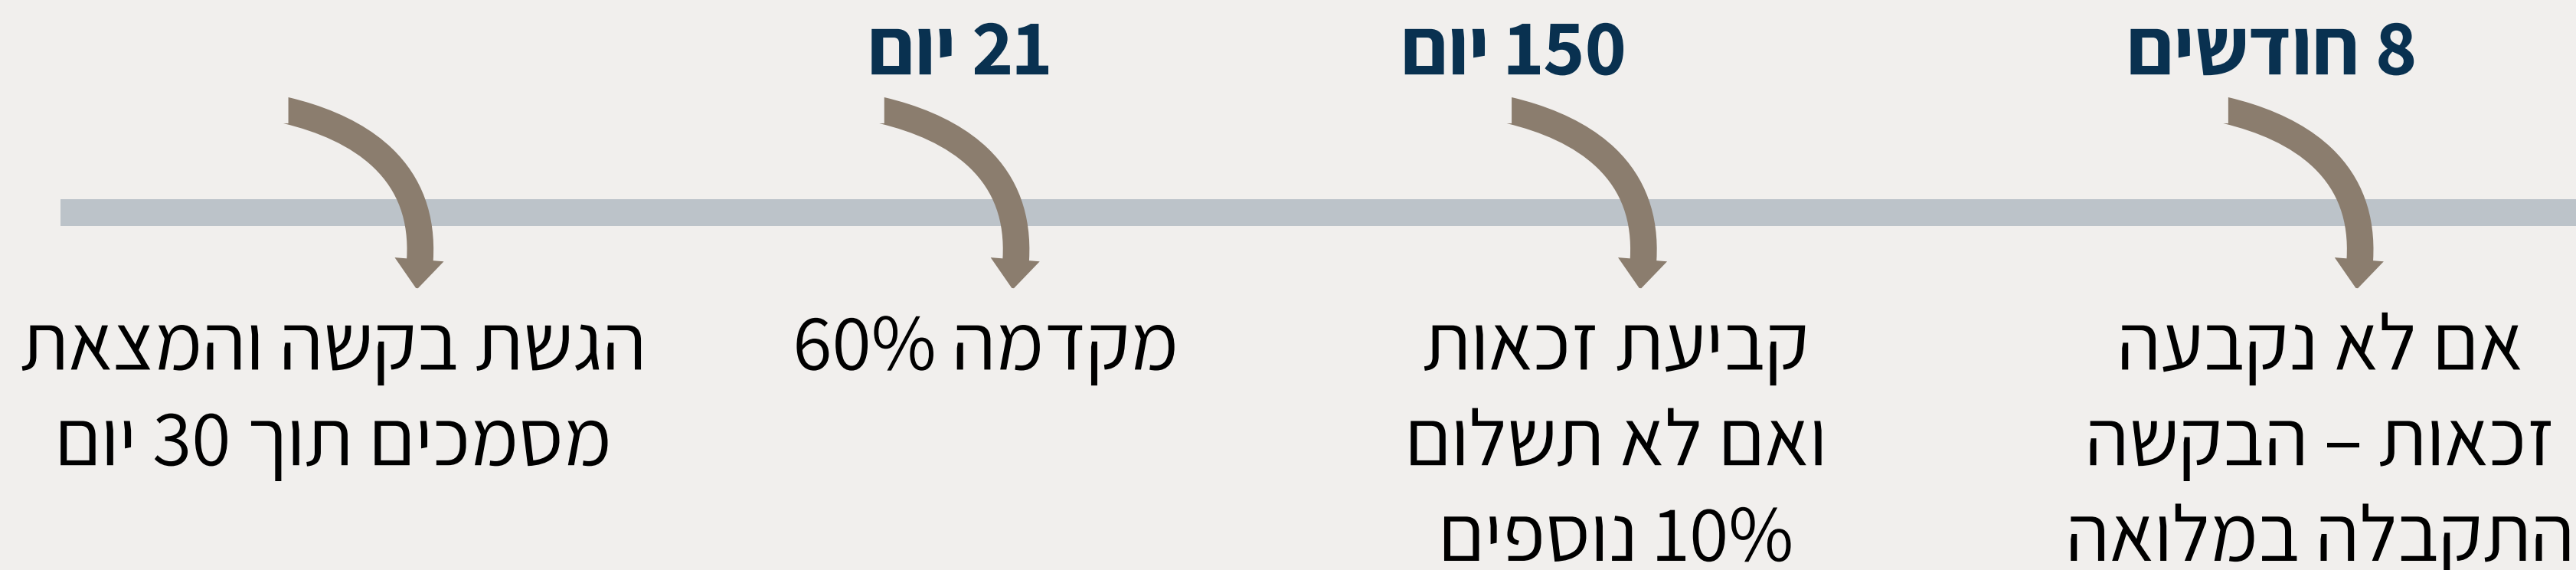 21 יום
150 יום
8 חודשים
הגשת בקשה והמצאת
מסמכים תוך 30 יום
מקדמה 60%
קביעת זכאות
ואם לא תשלום
10% נוספים
אם לא נקבעה
זכאות – הבקשה
התקבלה במלואה